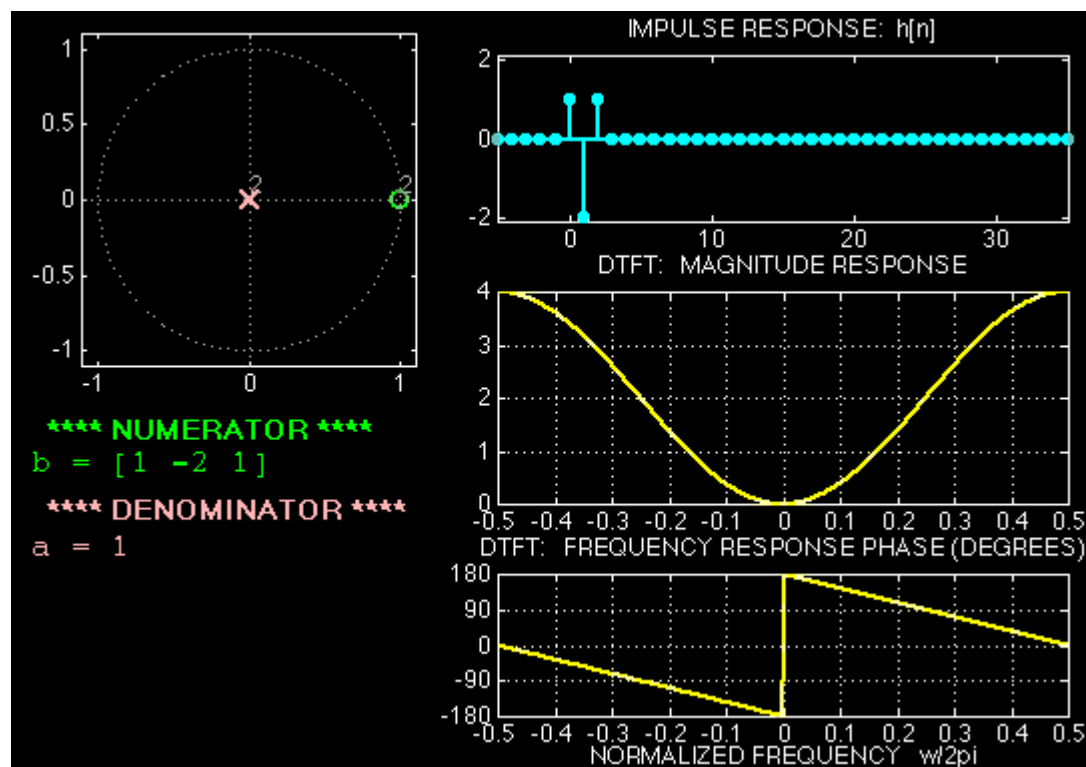 1
0.5
0
-0.5
-1
-1
0
1
2
2
**** NUMERATOR ****
b = [1 -2 1]
**** DENOMINATOR ****
a = 1
IMPULSE RESPONSE: h[n]
2
0
-2
0 10 20 30
DTFT: MAGNITUDE RESPONSE
4
3
2
1
0
-0.5 -0.4 -0.3 -0.2 -0.1 0 0.1 0.2 0.3 0.4 0.5
DTFT: FREQUENCY RESPONSE PHASE (DEGREES)
180
90
0
-90
-180
-0.5 -0.4 -0.3 -0.2 -0.1 0 0.1 0.2 0.3 0.4 0.5
NORMALIZED FREQUENCY w/2pi